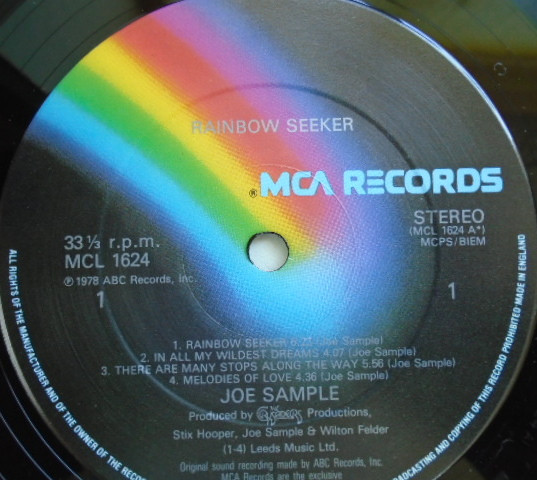 RAINBOW SEEKER
® MCA RECORDS
33⅓ r.p.m.
MCL 1624
℗ 1978 ABC Records, Inc.
1
STEREO
(MCL 1624 A*)
MCPS/BIEM
1
1. RAINBOW SEEKER (Joe Sample)
2. IN ALL MY WILDEST DREAMS 4.07 (Joe Sample)
3. THERE ARE MANY STOPS ALONG THE WAY 5.56 (Joe Sample)
4. MELODIES OF LOVE 4.36 (Joe Sample)
JOE SAMPLE
Produced by Productions,
Stix Hooper, Joe Sample & Wilton Felder
(1-4) Leeds Music Ltd.
Original sound recording made by ABC Records, Inc.
MCA Records are the exclusive
ALL RIGHTS OF THE MANUFACTURER AND OF THE OWNER OF THE RECORD
BROADCASTING AND COPYING OF THIS RECORD PROHIBITED MADE IN ENGLAND